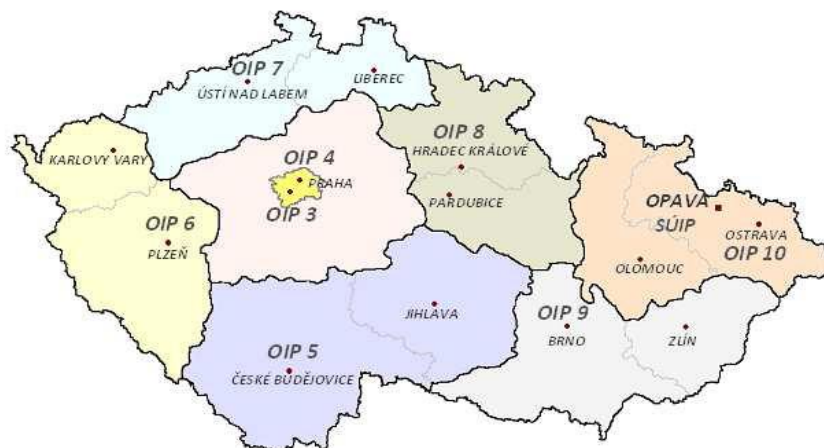 OIP 7
ÚSTÍ NAD LABEM
LIBEREC
KARLOVY VARY
OIP 8
HRADEC KRÁLOVÉ
OIP 4
PRAHA
OIP 3
PARDUBICE
OIP 6
PLZEŇ
OPAVA
SÚIP
OSTRAVA
OIP 10
OLOMOUC
JIHLAVA
OIP 9
BRNO
ZLÍN
OIP 5
ČESKÉ BUDĚJOVICE